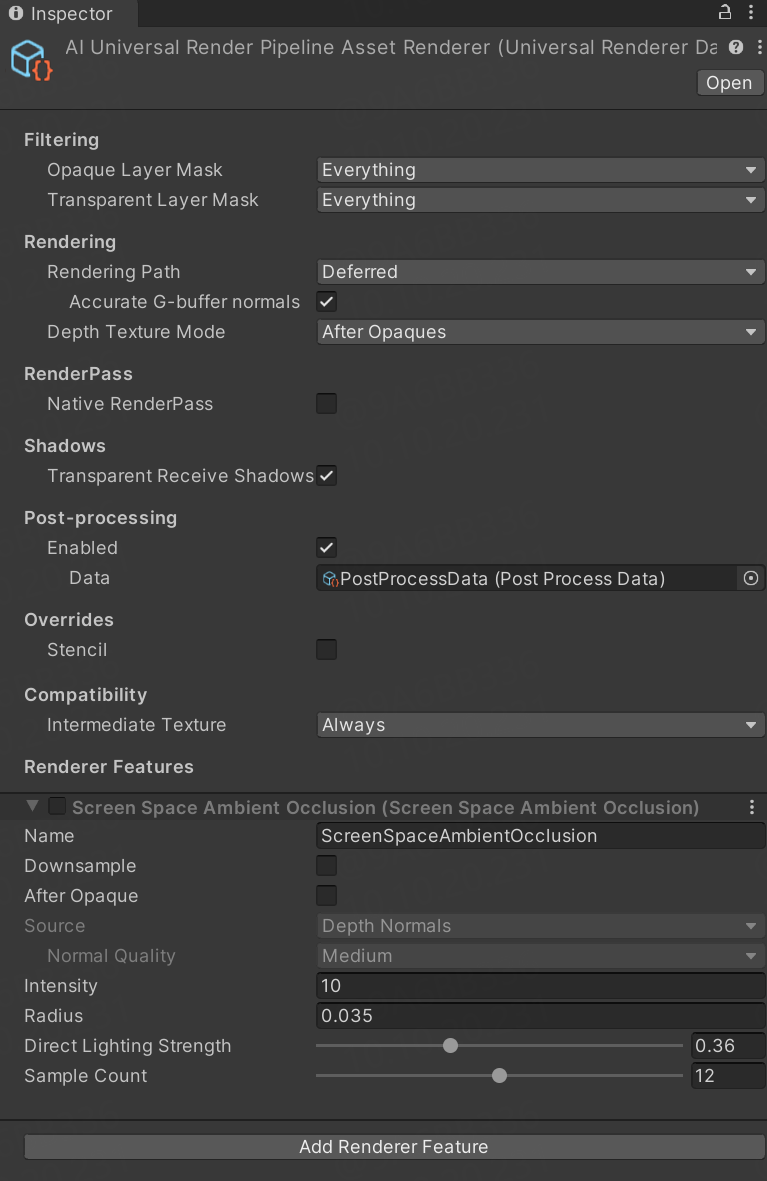 Inspector
AI Universal Render Pipeline Asset Renderer (Universal Renderer Da
Open
Filtering
Opaque Layer Mask Everything
Transparent Layer Mask Everything
Rendering
Rendering Path Deferred
Accurate G-buffer normals
Depth Texture Mode After Opaques
RenderPass
Native RenderPass
Shadows
Transparent Receive Shadows
Post-processing
Enabled
Data PostProcessData (Post Process Data)
Overrides
Stencil
Compatibility
Intermediate Texture Always
Renderer Features
Screen Space Ambient Occlusion (Screen Space Ambient Occlusion)
Name ScreenSpaceAmbientOcclusion
Downsample
After Opaque
Source Depth Normals
Normal Quality Medium
Intensity 10
Radius 0.035
Direct Lighting Strength 0.36
Sample Count 12
Add Renderer Feature